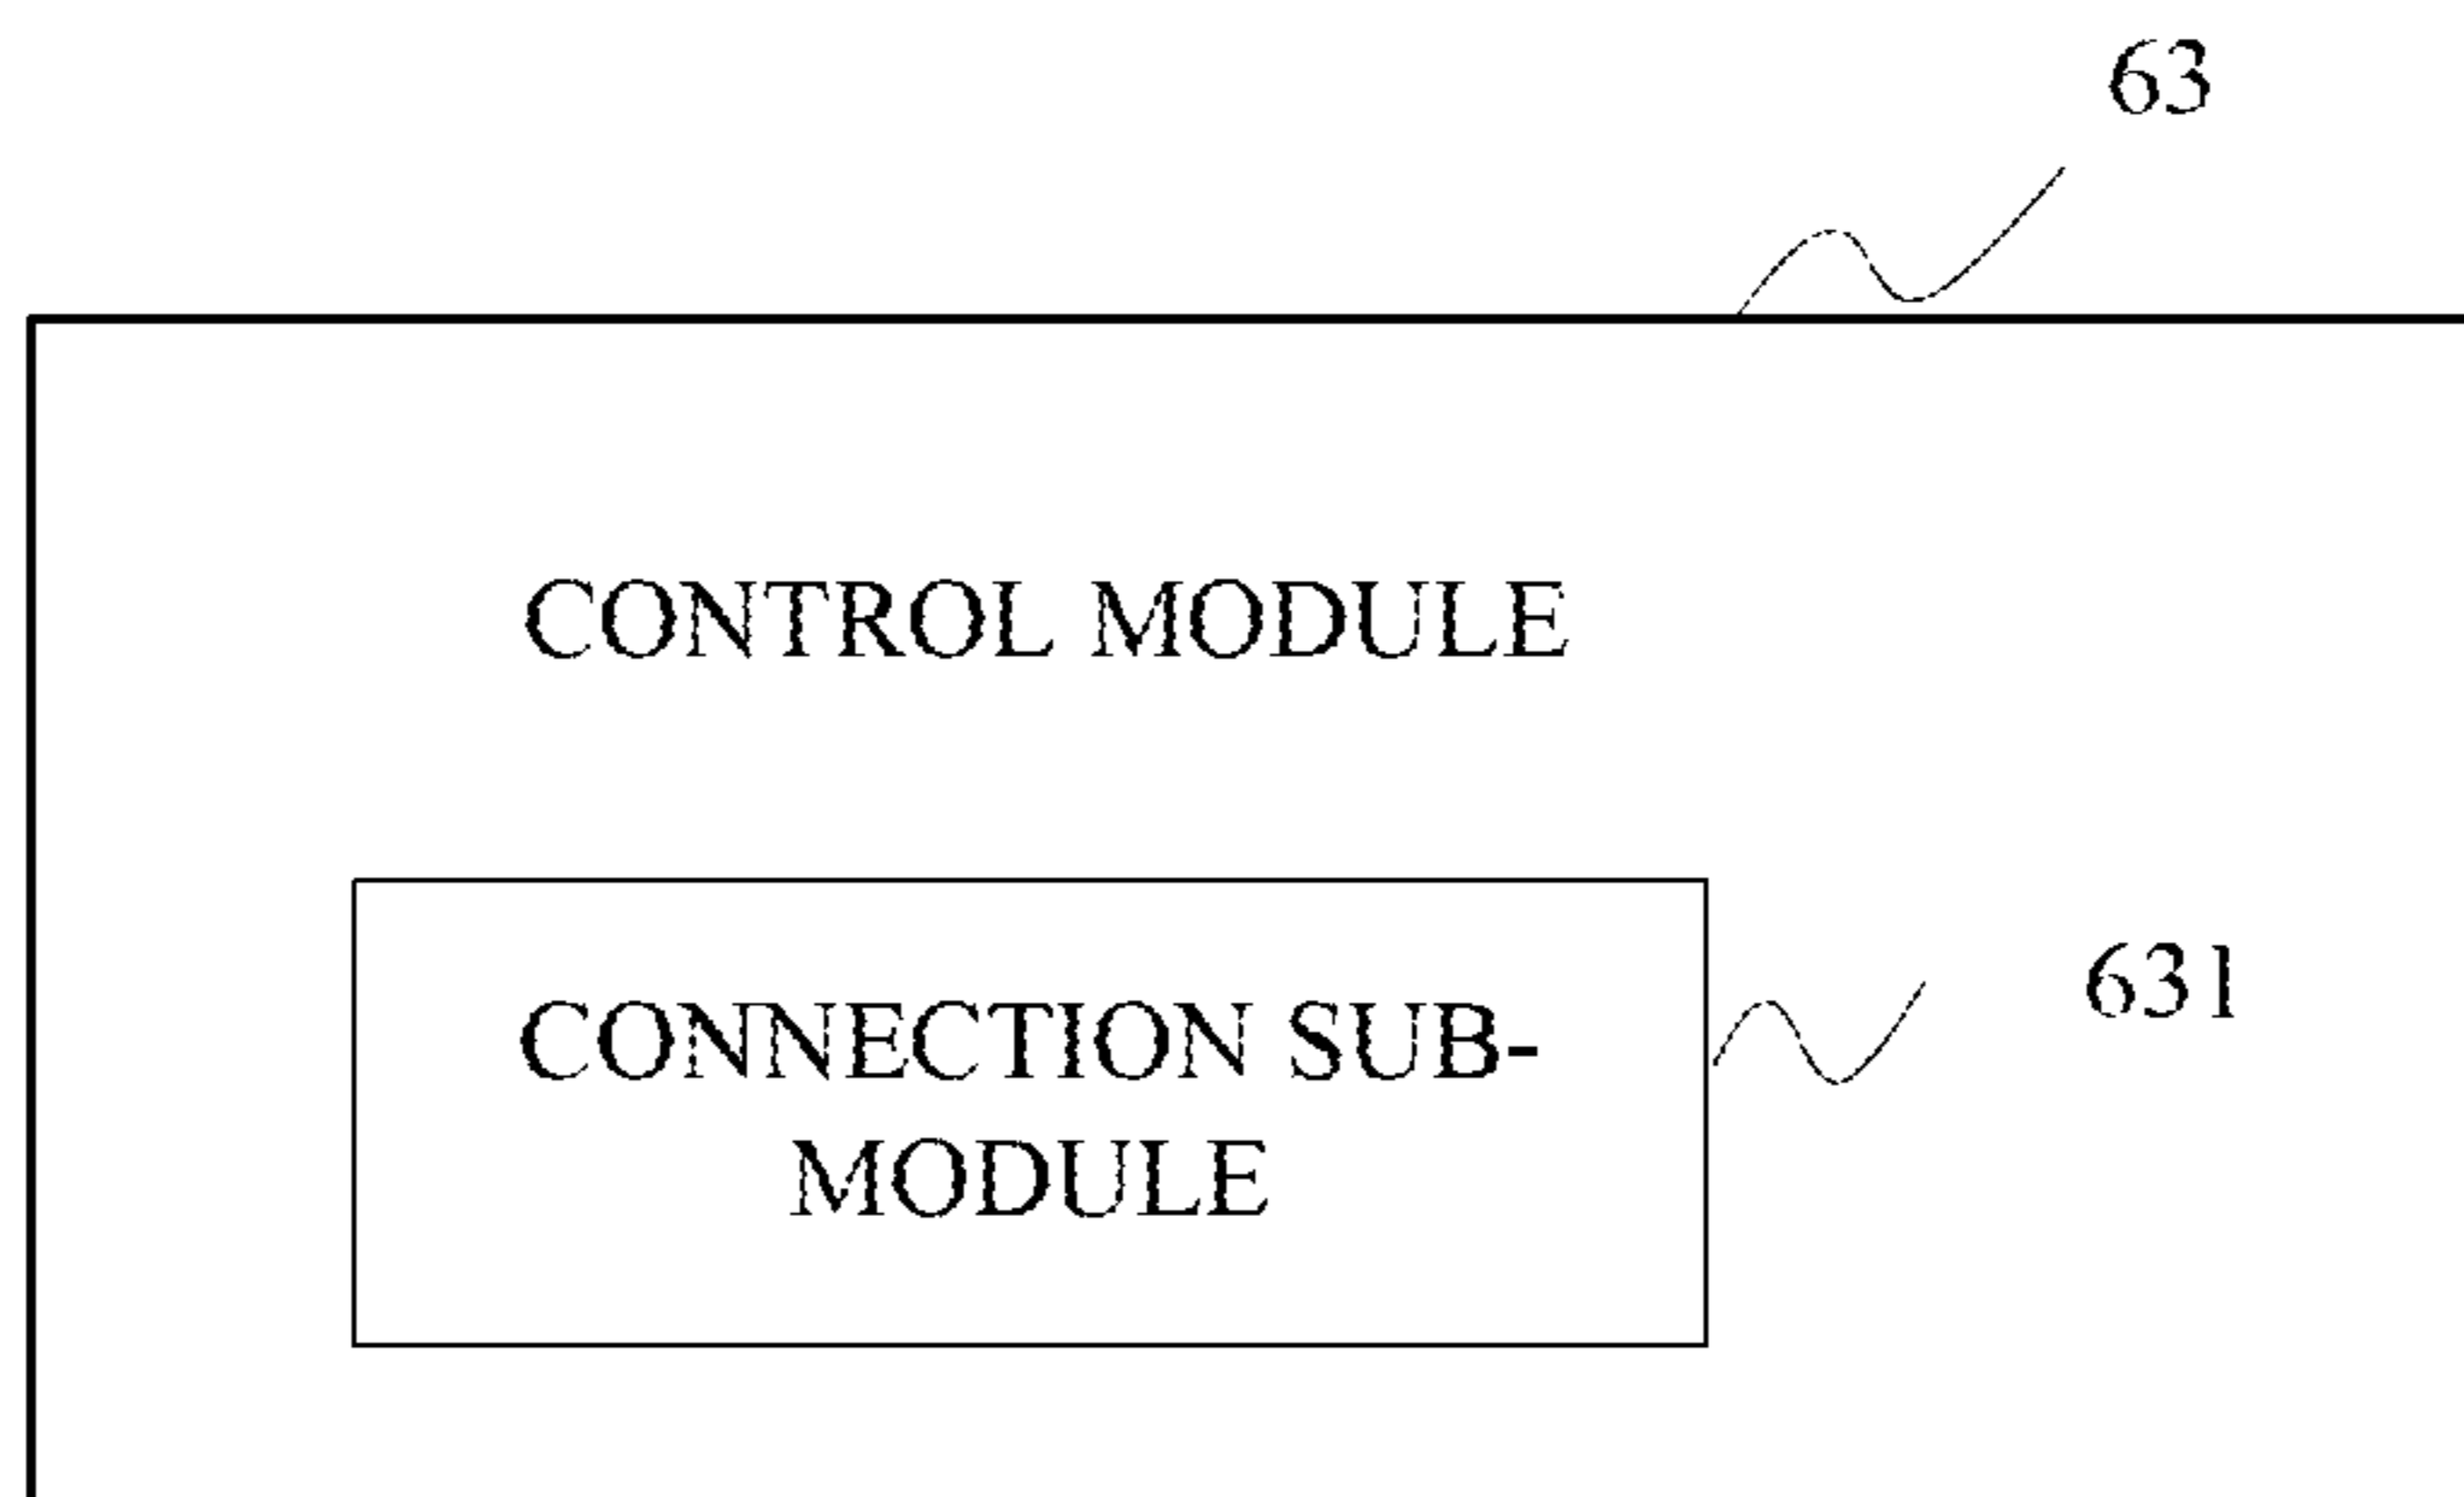 63
CONTROL MODULE
CONNECTION SUB-
MODULE
631